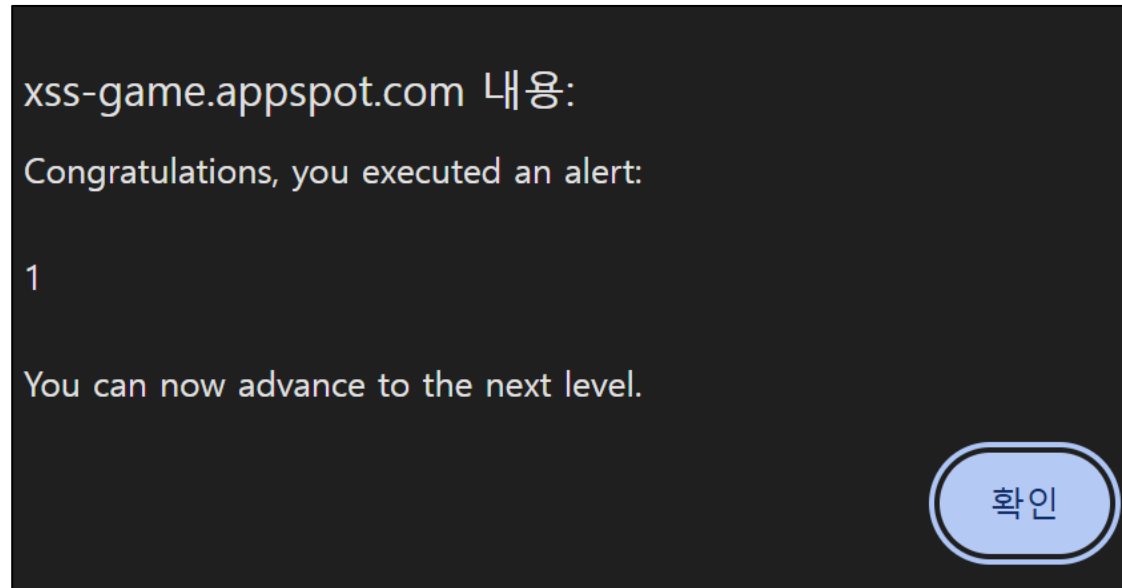 xss-game.appspot.com 내용:
Congratulations, you executed an alert:
1
You can now advance to the next level.
확인